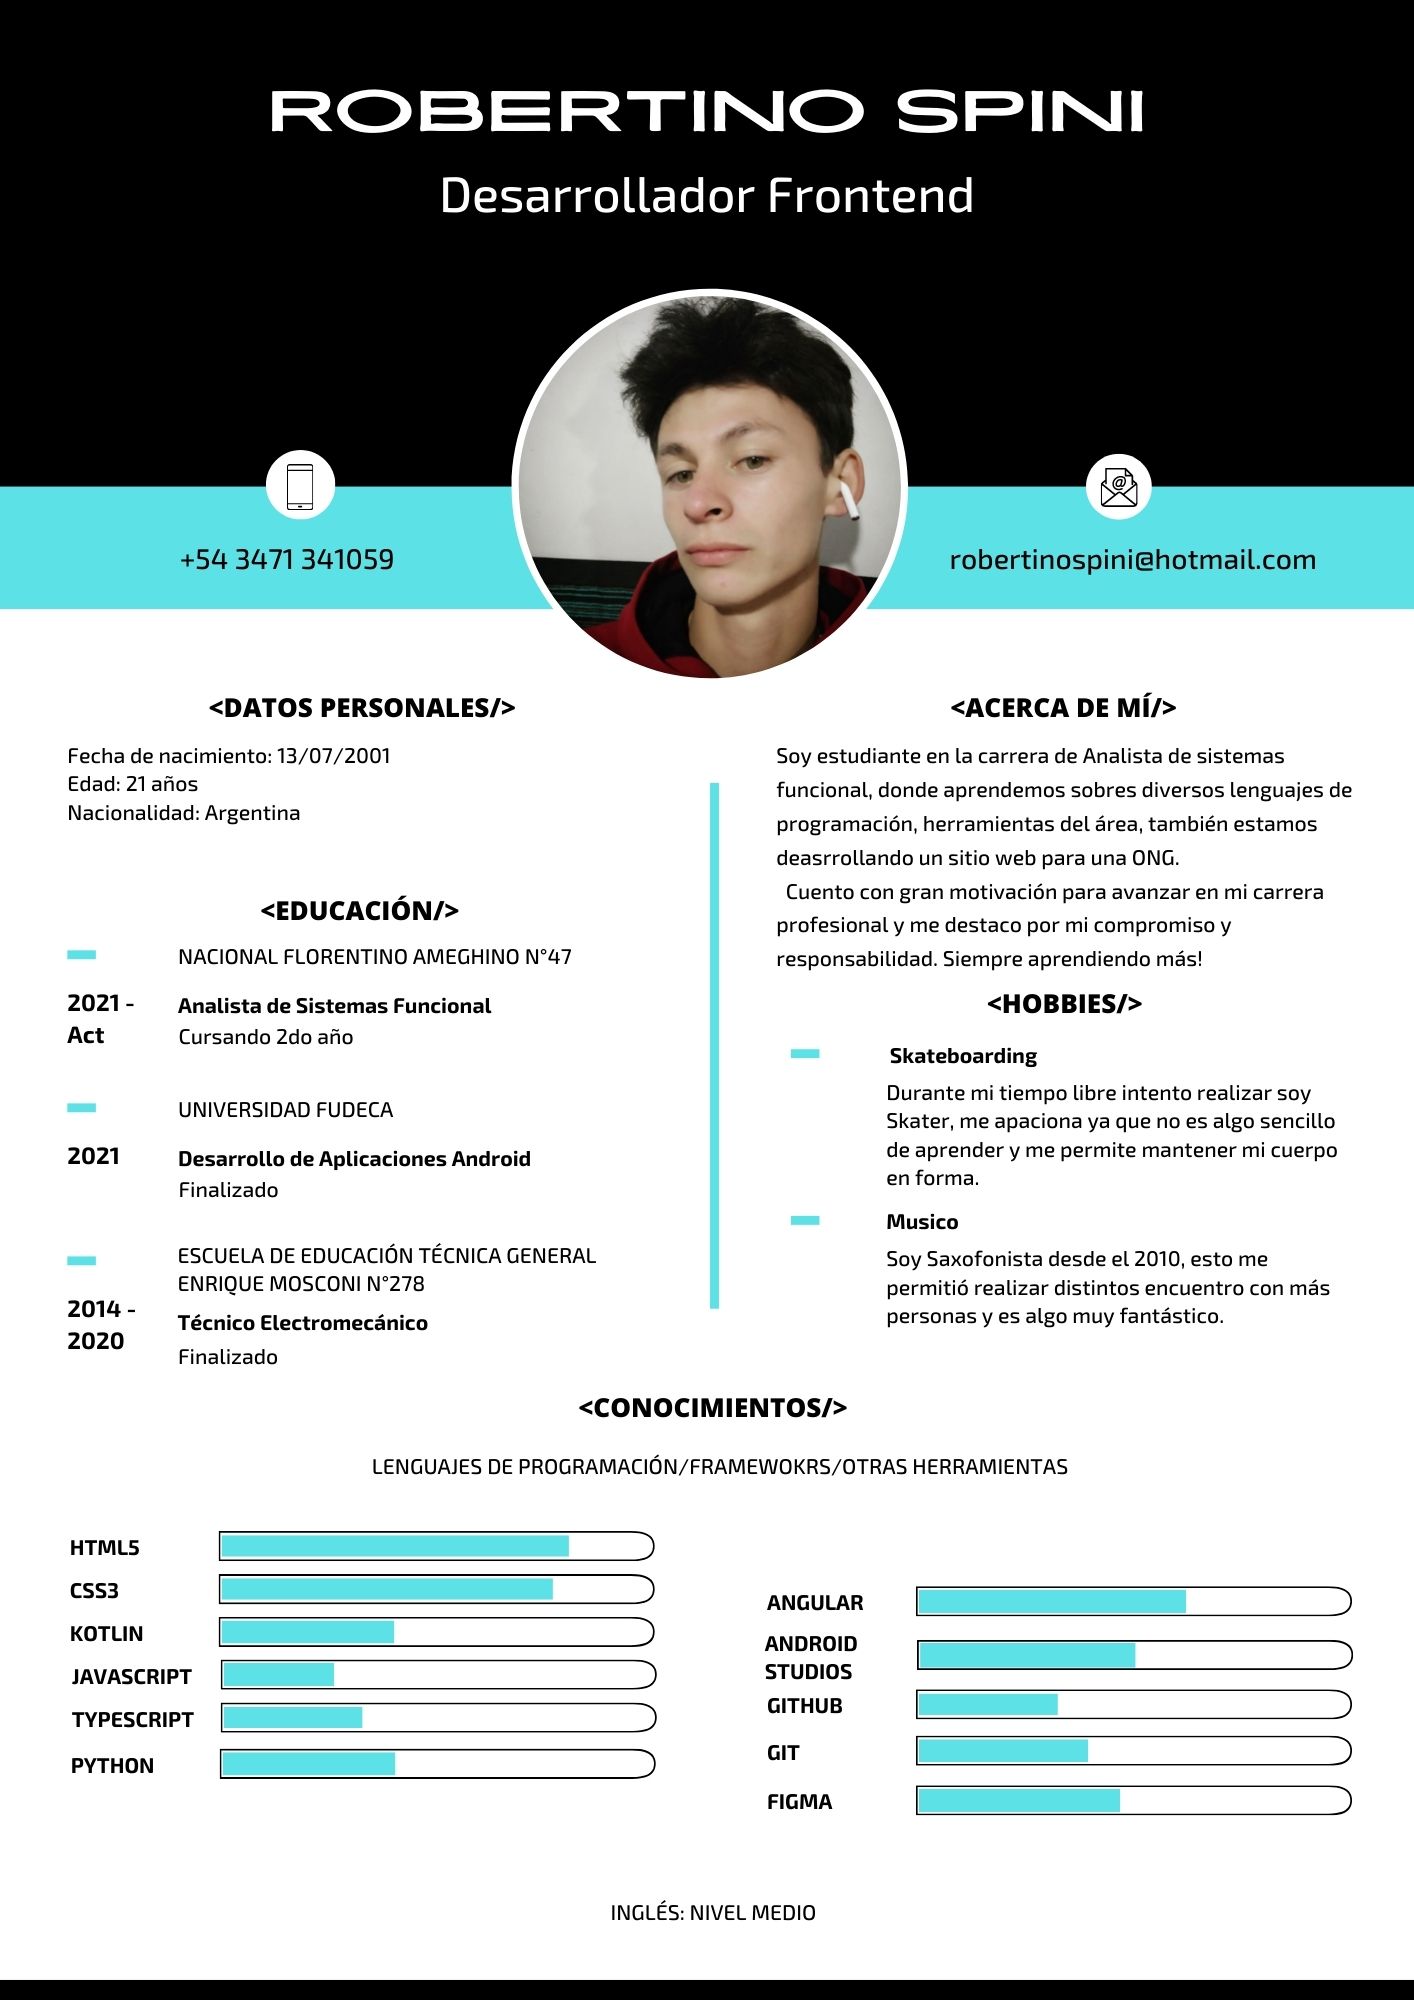 ROBERTINO SPINI
Desarrollador Frontend
+54 3471 341059
robertinospini@hotmail.com
<DATOS PERSONALES/>
Fecha de nacimiento: 13/07/2001
Edad: 21 años
Nacionalidad: Argentina
<EDUCACIÓN/>
NACIONAL FLORENTINO AMEGHINO N°47
2021 -
Act
Analista de Sistemas Funcional
Cursando 2do año
UNIVERSIDAD FUDECA
2021
Desarrollo de Aplicaciones Android
Finalizado
ESCUELA DE EDUCACIÓN TÉCNICA GENERAL
ENRIQUE MOSCONI N°278
2014 -
2020
Técnico Electromecánico
Finalizado
<ACERCA DE MÍ/>
Soy estudiante en la carrera de Analista de sistemas
funcional, donde aprendemos sobres diversos lenguajes de
programación, herramientas del área, también estamos
deasrrollando un sitio web para una ONG.
Cuento con gran motivación para avanzar en mi carrera
profesional y me destaco por mi compromiso y
responsabilidad. Siempre aprendiendo más!
<HOBBIES/>
Skateboarding
Durante mi tiempo libre intento realizar soy
Skater, me apaciona ya que no es algo sencillo
de aprender y me permite mantener mi cuerpo
en forma.
Musico
Soy Saxofonista desde el 2010, esto me
permitió realizar distintos encuentro con más
personas y es algo muy fantástico.
<CONOCIMIENTOS/>
LENGUAJES DE PROGRAMACIÓN/FRAMEWOKRS/OTRAS HERRAMIENTAS
HTML5
CSS3
KOTLIN
JAVASCRIPT
TYPESCRIPT
PYTHON
ANGULAR
ANDROID
STUDIOS
GITHUB
GIT
FIGMA
INGLÉS: NIVEL MEDIO